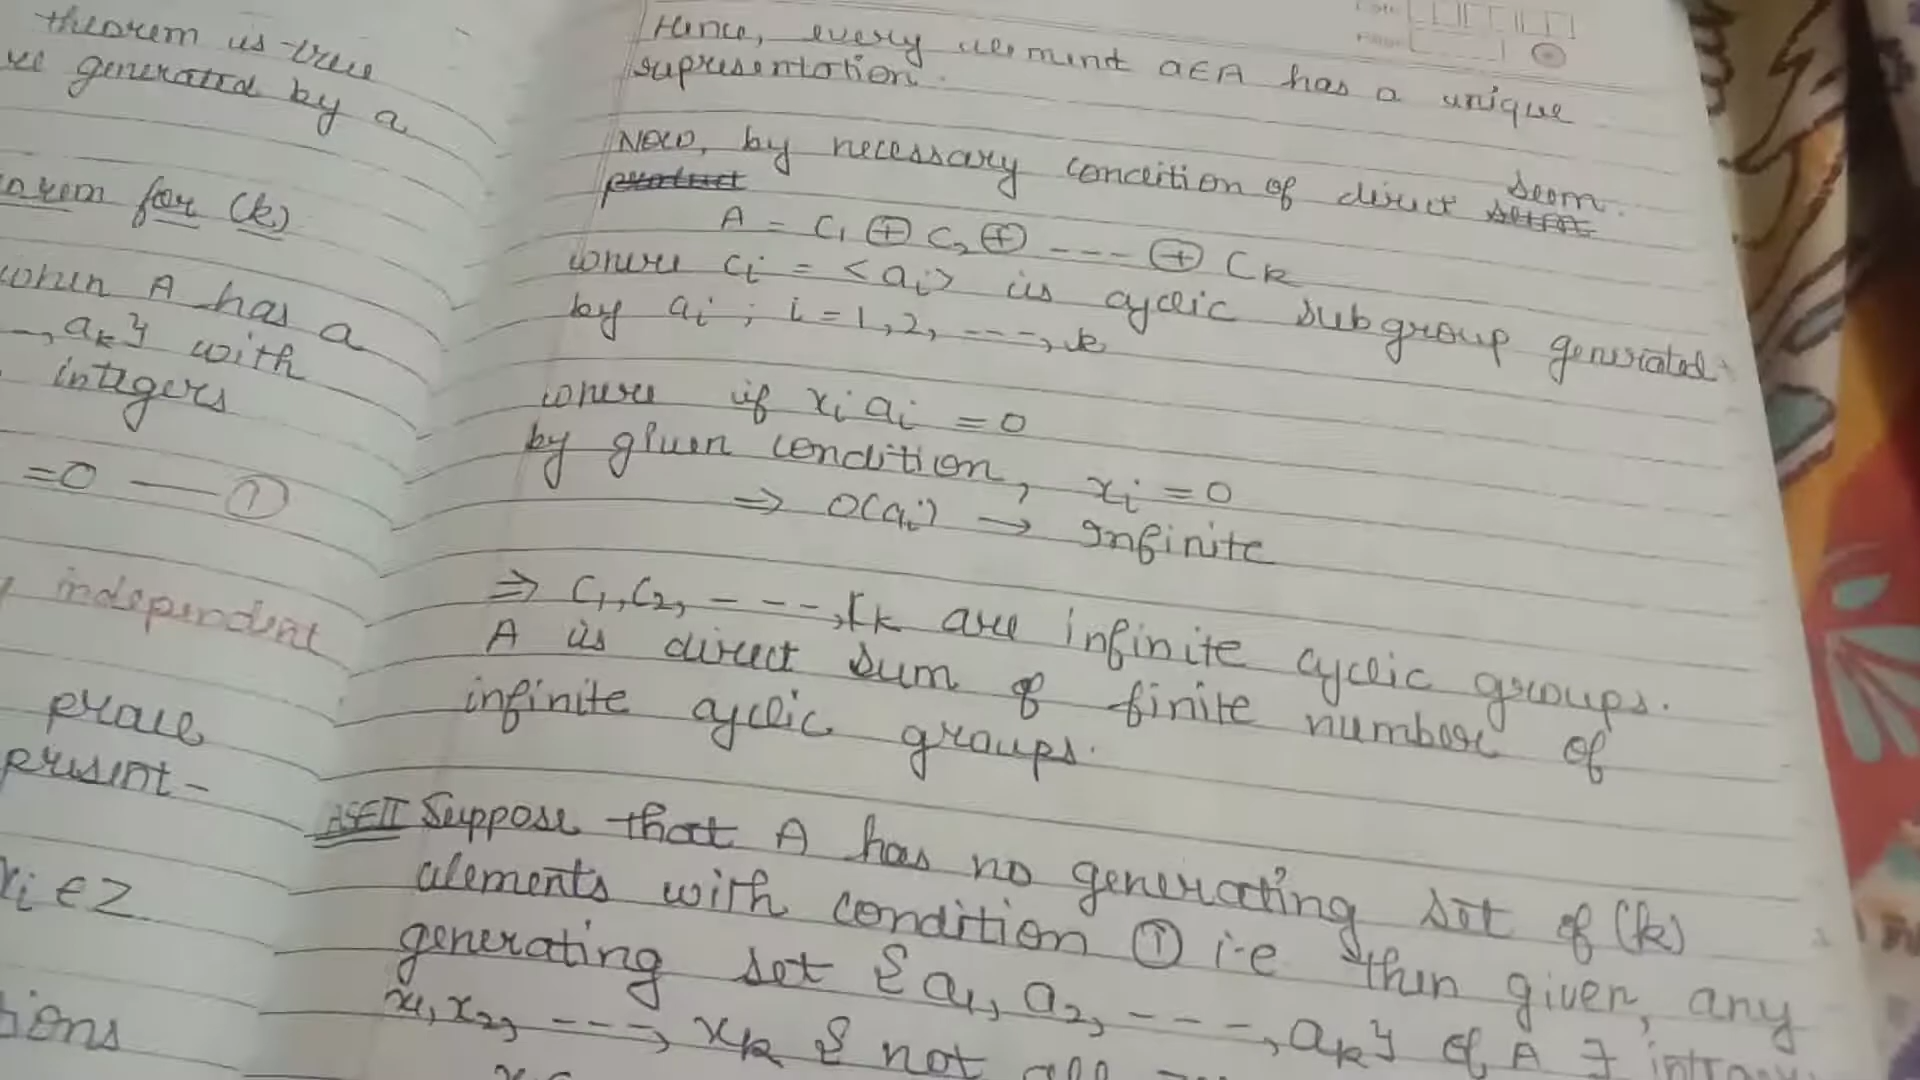 theorem is true
generated by a
for (k)
when A has a
-, ak} with
integers
=0 — ①
independent
prove
present-
xi ∈ Z
tions
Hence, every element a∈A has a unique
representation.
Now, by necessary condition of direct sum.
A = C1 ⊕ C2 ⊕ ---- ⊕ Ck
where Ci = <ai> is cyclic subgroup generated
by ai ; i = 1, 2, ----, k
where if xi ai = 0
by given condition, xi = 0
⇒ O(ai) → Infinite
⇒ C1, C2, ----, Ck are infinite cyclic groups.
A is direct sum of finite number of
infinite cyclic groups.
Suppose that A has no generating set of (k)
elements with condition ① i.e then given, any
generating set {a1, a2, ----, ak} of A ∃
x1, x2, ----, xk & not all